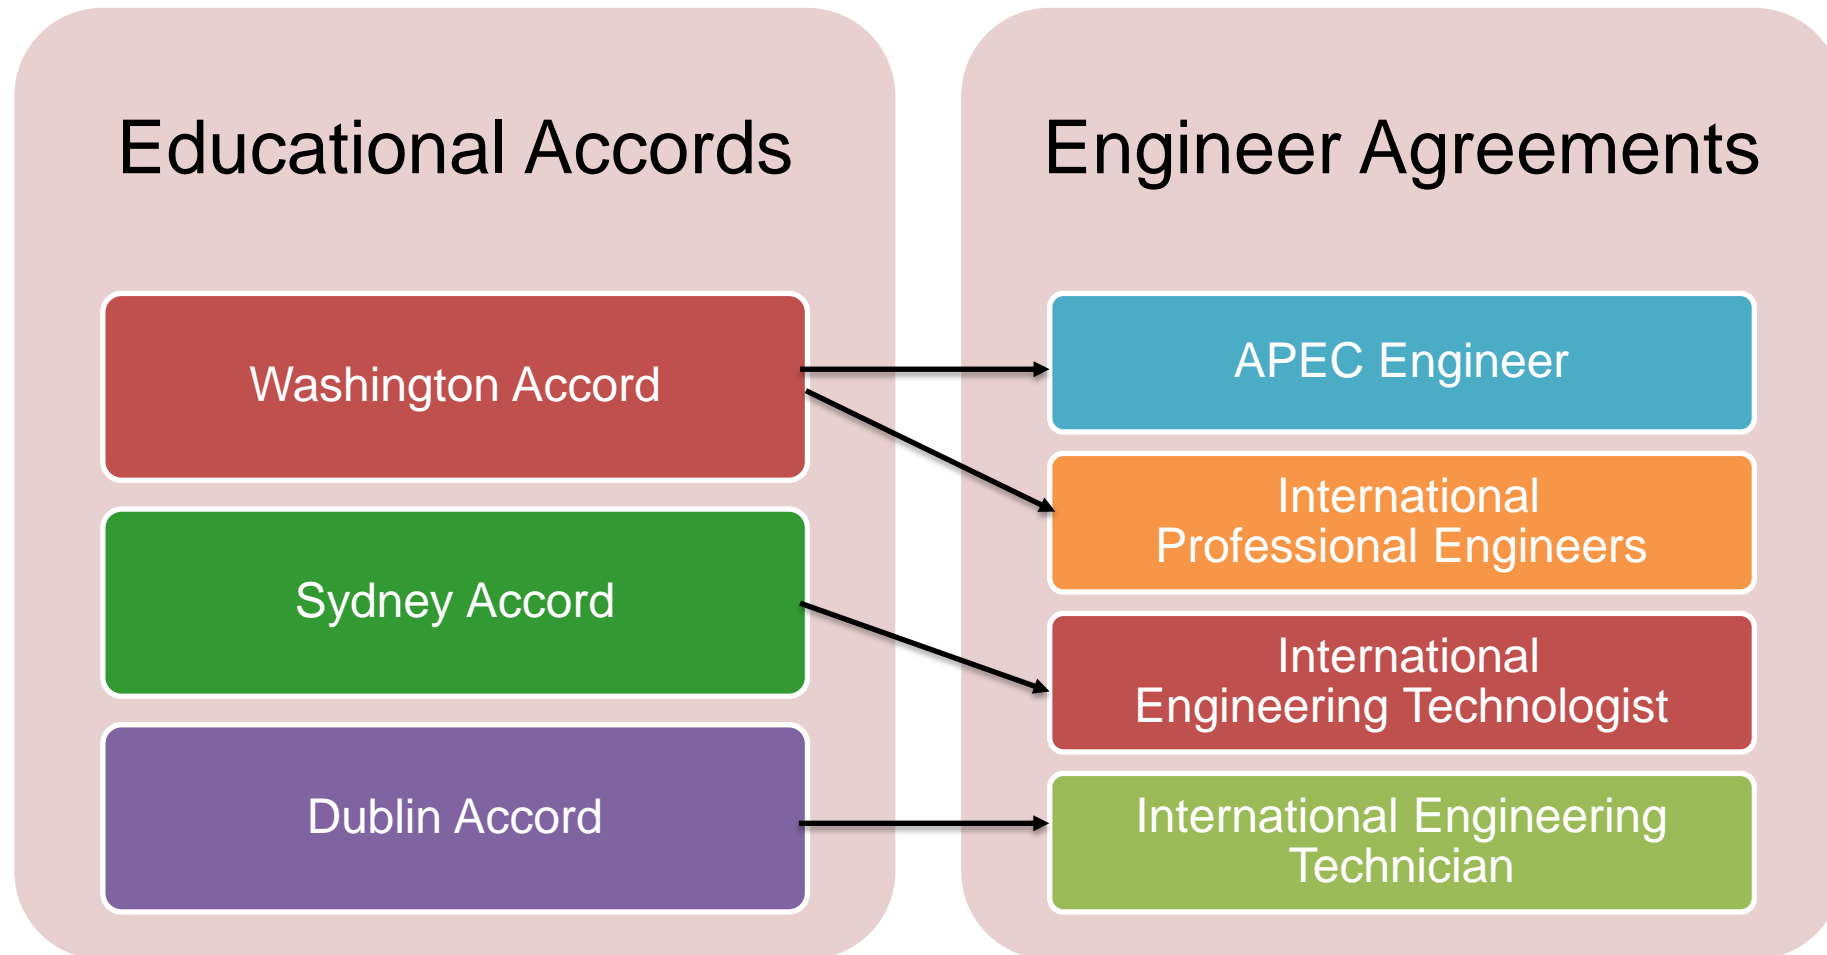 Educational Accords
Washington Accord
Sydney Accord
Dublin Accord
Engineer Agreements
APEC Engineer
International
Professional Engineers
International
Engineering Technologist
International Engineering
Technician